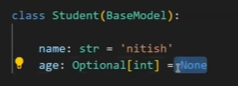 class Student(BaseModel):
name: str = 'nitish'
age: Optional[int] = None